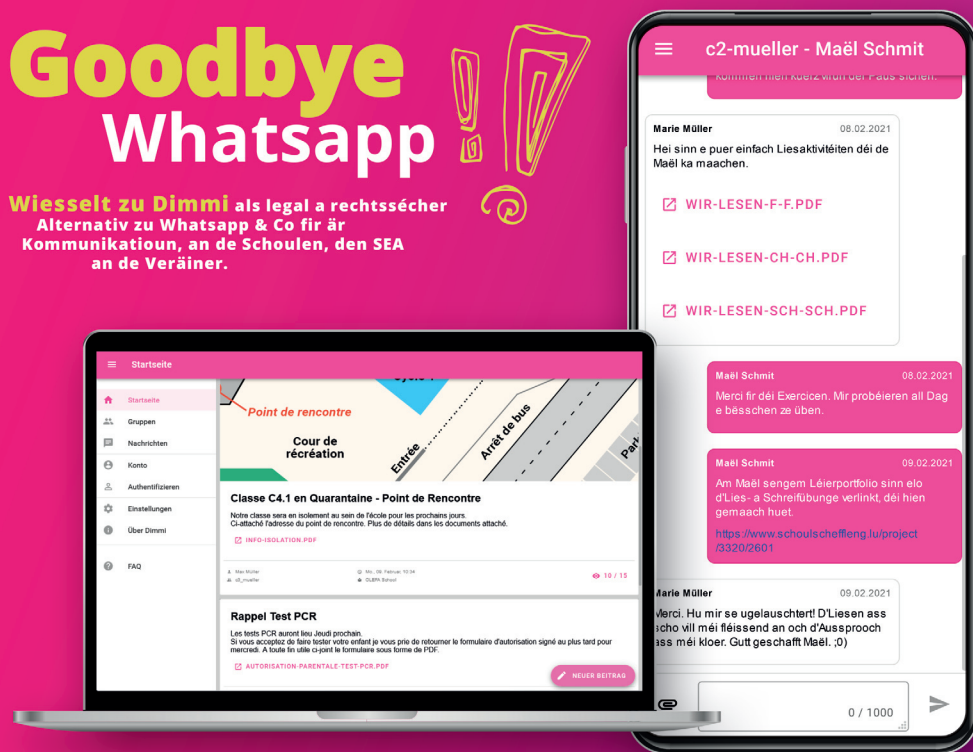 Goodbye
Whatsapp
Wiesselt zu Dimmi als legal a rechtssécher
Alternativ zu Whatsapp & Co fir är
Kommunikatioun, an de Schoulen, den SEA
an de Veräiner.
Startseite
Startseite
Gruppen
Nachrichten
Konto
Authentifizieren
Einstellungen
Über Dimmi
FAQ
Point de rencontre
Cour de
récréation
Entrée
Arrêt de bus
Classe C4.1 en Quarantaine - Point de Rencontre
Notre classe sera en isolement au sein de l'école pour les prochains jours.
Ci-attaché l'adresse du point de rencontre. Plus de détails dans les documents attaché.
INFO-ISOLATION.PDF
Max Müller
Mo., 08. Februar, 10:34
c2_mueller
School
10 / 15
Rappel Test PCR
Les tests PCR auront lieu Jeudi prochain.
Si vous acceptez de faire tester votre enfant je vous prie de retourner le formulaire d'autorisation signé au plus tard pour
mercredi. A toute fin utile ci-joint le formulaire sous forme de PDF.
AUTORISATION-PARENTALE-TEST-PCR.PDF
NEUER BEITRAG
c2-mueller - Maël Schmit
Marie Müller 08.02.2021
Hei sinn e puer einfach Liesaktivitéiten déi de
Maël ka maachen.
WIR-LESEN-F-F.PDF
WIR-LESEN-CH-CH.PDF
WIR-LESEN-SCH-SCH.PDF
Maël Schmit 08.02.2021
Merci fir déi Exercicen. Mir probéieren all Dag
e bësschen ze üben.
Maël Schmit 09.02.2021
Am Maël sengem Léierportfolio sinn elo
d'Lies- a Schreifübunge verlinkt, déi hien
gemaach huet.
https://www.schoulscheffleng.lu/project
/3320/2601
Marie Müller 09.02.2021
Merci. Hu mir se ugelauschtert! D'Liesen ass
scho vill méi fléissend an och d'Aussprooch
ass méi kloer. Gutt geschafft Maël. ;0)
0 / 1000